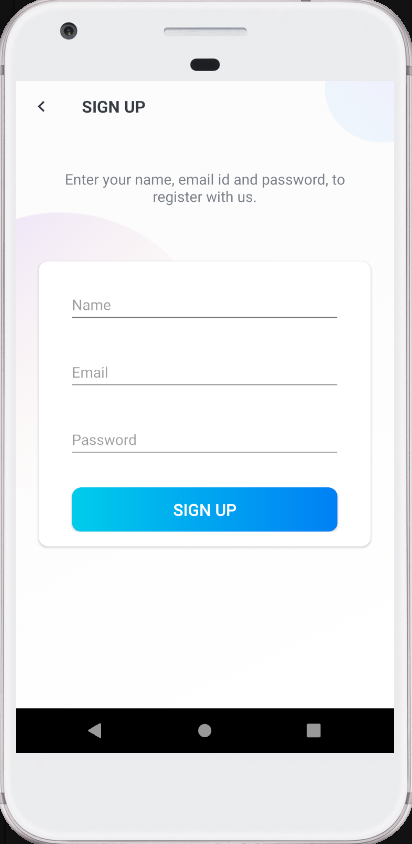 SIGN UP
Enter your name, email id and password, to
register with us.
Name
Email
Password
SIGN UP